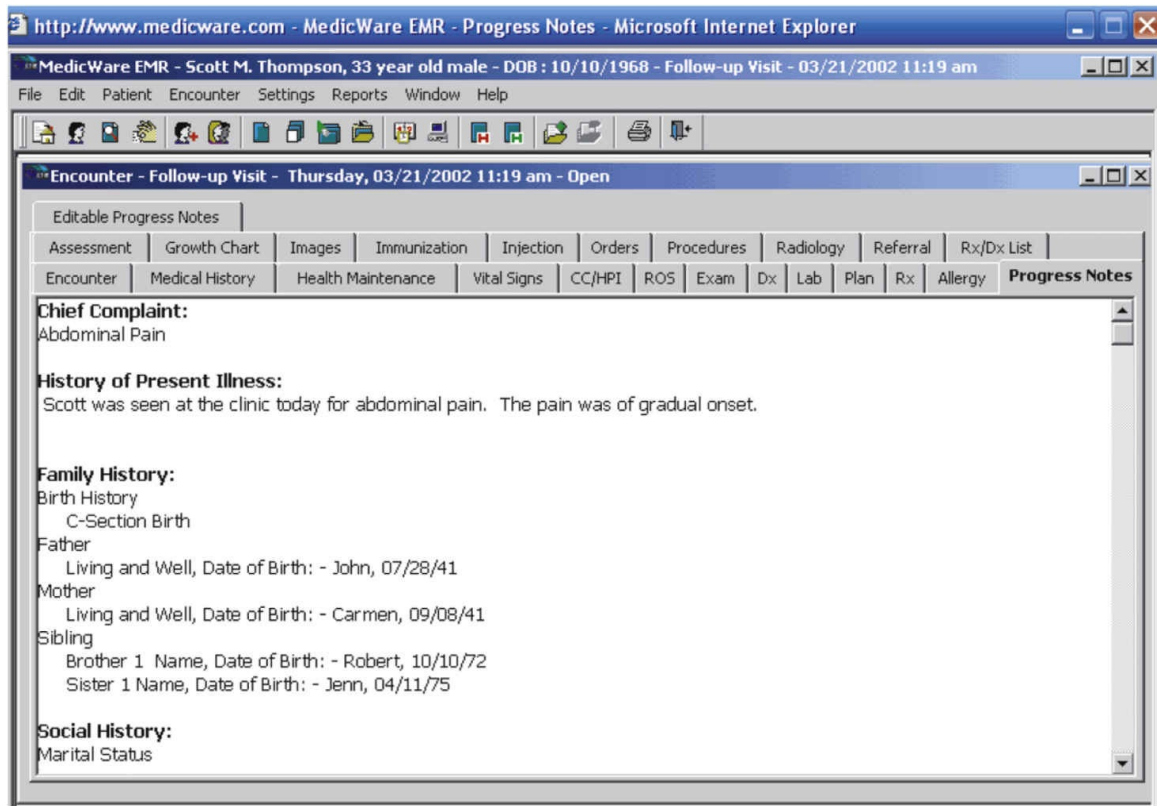 http://www.medicware.com - MedicWare EMR - Progress Notes - Microsoft Internet Explorer
MedicWare EMR - Scott M. Thompson, 33 year old male - DOB : 10/10/1968 - Follow-up Visit - 03/21/2002 11:19 am
File Edit Patient Encounter Settings Reports Window Help
Encounter - Follow-up Visit - Thursday, 03/21/2002 11:19 am - Open
Editable Progress Notes
Assessment Growth Chart Images Immunization Injection Orders Procedures Radiology Referral Rx/Dx List
Encounter Medical History Health Maintenance Vital Signs CC/HPI ROS Exam Dx Lab Plan Rx Allergy Progress Notes
Chief Complaint:
Abdominal Pain
History of Present Illness:
Scott was seen at the clinic today for abdominal pain. The pain was of gradual onset.
Family History:
Birth History
C-Section Birth
Father
Living and Well, Date of Birth: - John, 07/28/41
Mother
Living and Well, Date of Birth: - Carmen, 09/08/41
Sibling
Brother 1 Name, Date of Birth: - Robert, 10/10/72
Sister 1 Name, Date of Birth: - Jenn, 04/11/75
Social History:
Marital Status